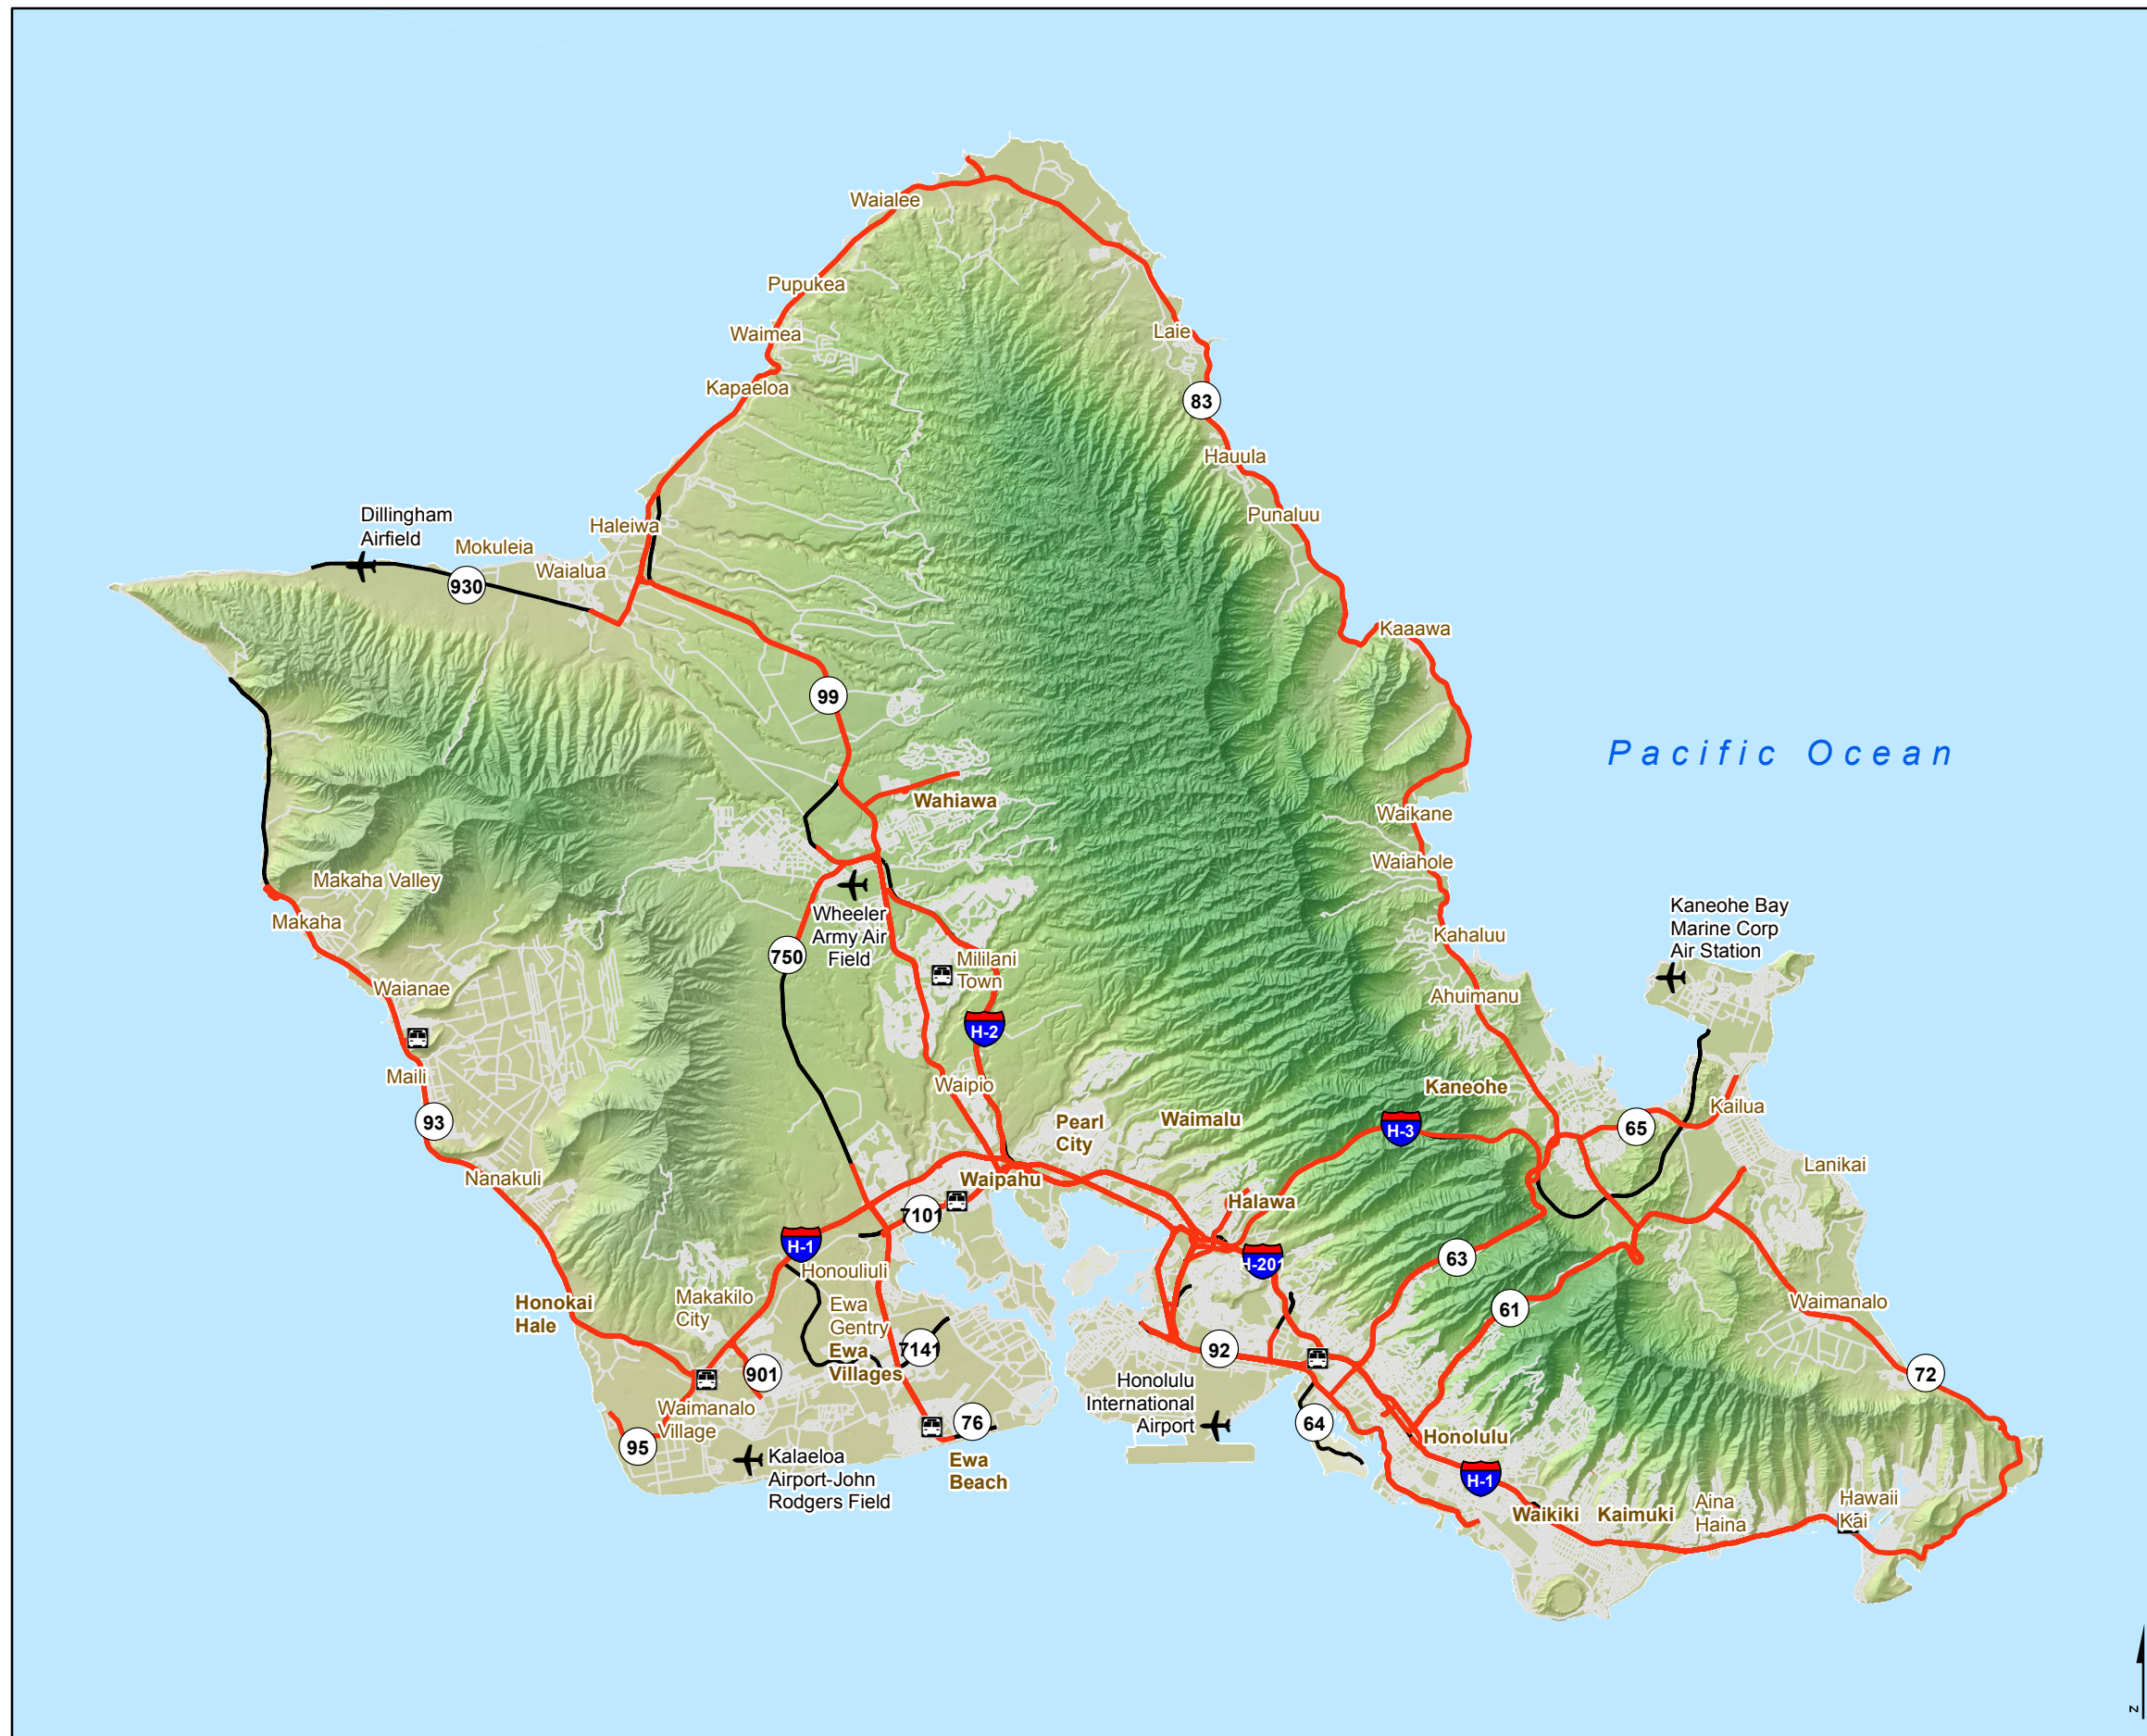 Waialee
Pupukea
Waimea
Laie
Kapaeloa
83
Hauula
Dillingham
Airfield
Punaluu
Haleiwa
Mokuleia
Waialua
930
Kaaawa
99
Pacific Ocean
Wahiawa
Waikane
Waiahole
Makaha Valley
Makaha
Wheeler
Army Air
Field
Kaneohe Bay
Marine Corp
Air Station
Kahaluu
750
Mililani
Town
Waianae
Ahuimanu
H-2
Maili
Waipio
Kaneohe
Kailua
93
Pearl
City
Waimalu
H-3
65
Lanikai
Nanakuli
Waipahu
Halawa
7101
H-1
H-201
63
Honouliuli
Honokai
Hale
Makakilo
City
Ewa
Gentry
Ewa
Villages
7141
61
Waimanalo
92
901
72
Honolulu
International
Airport
Waimanalo
Village
76
64
95
Honolulu
Kalaeloa
Airport-John
Rodgers Field
Ewa
Beach
H-1
Waikiki
Kaimuki
Aina
Haina
Hawaii
Kai
z